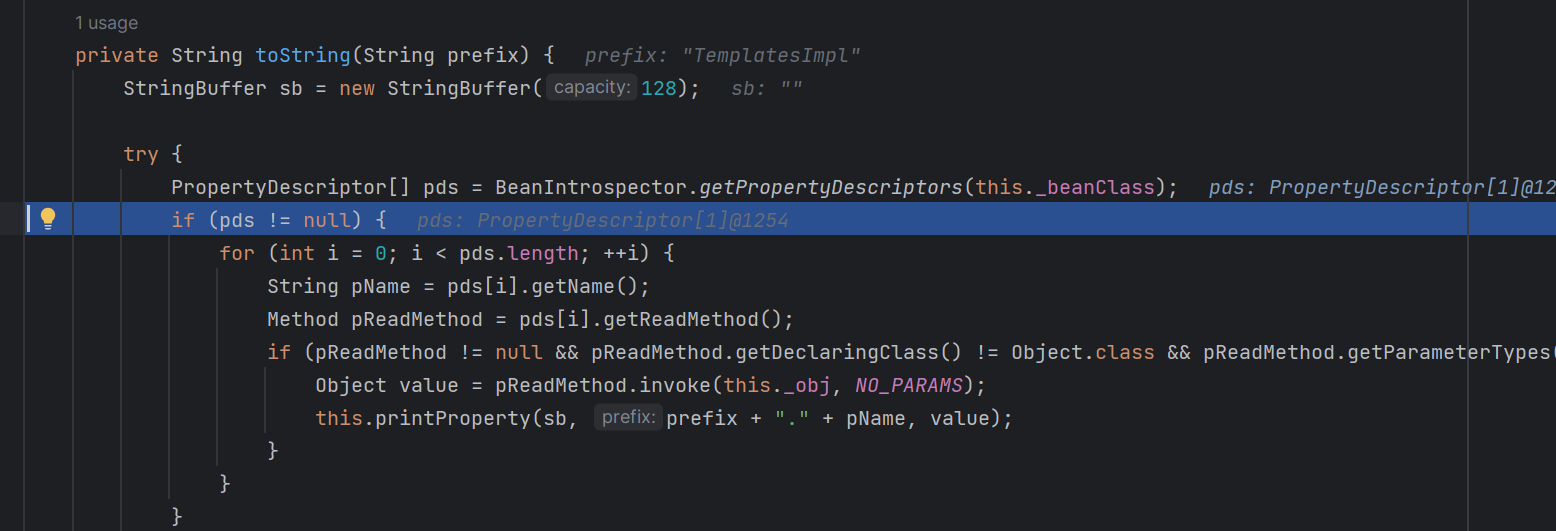 1 usage
private String toString(String prefix) { prefix: "TemplatesImpl"
StringBuffer sb = new StringBuffer( capacity: 128); sb: ""
try {
PropertyDescriptor[] pds = BeanIntrospector.getPropertyDescriptors(this._beanClass); pds: PropertyDescriptor[1]@12
if (pds != null) { pds: PropertyDescriptor[1]@1254
for (int i = 0; i < pds.length; ++i) {
String pName = pds[i].getName();
Method pReadMethod = pds[i].getReadMethod();
if (pReadMethod != null && pReadMethod.getDeclaringClass() != Object.class && pReadMethod.getParameterTypes(
Object value = pReadMethod.invoke(this._obj, NO_PARAMS);
this.printProperty(sb, prefix: prefix + "." + pName, value);
}
}
}